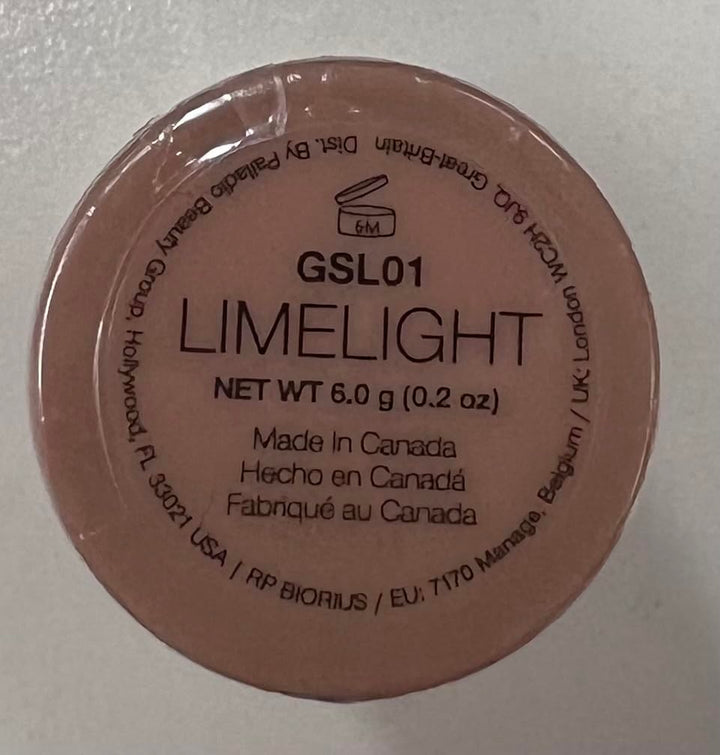 6M
GSL01
LIMELIGHT
NET WT 6.0 g (0.2 oz)
Made In Canada
Hecho en Canadá
Fabriqué au Canada
Dist. By Palladio Beauty Group, Hollywood, FL 33021 USA / RP BIORIUS / EU: 7170 Manage, Belgium / UK: London WC2H 9JQ, Great-Britain